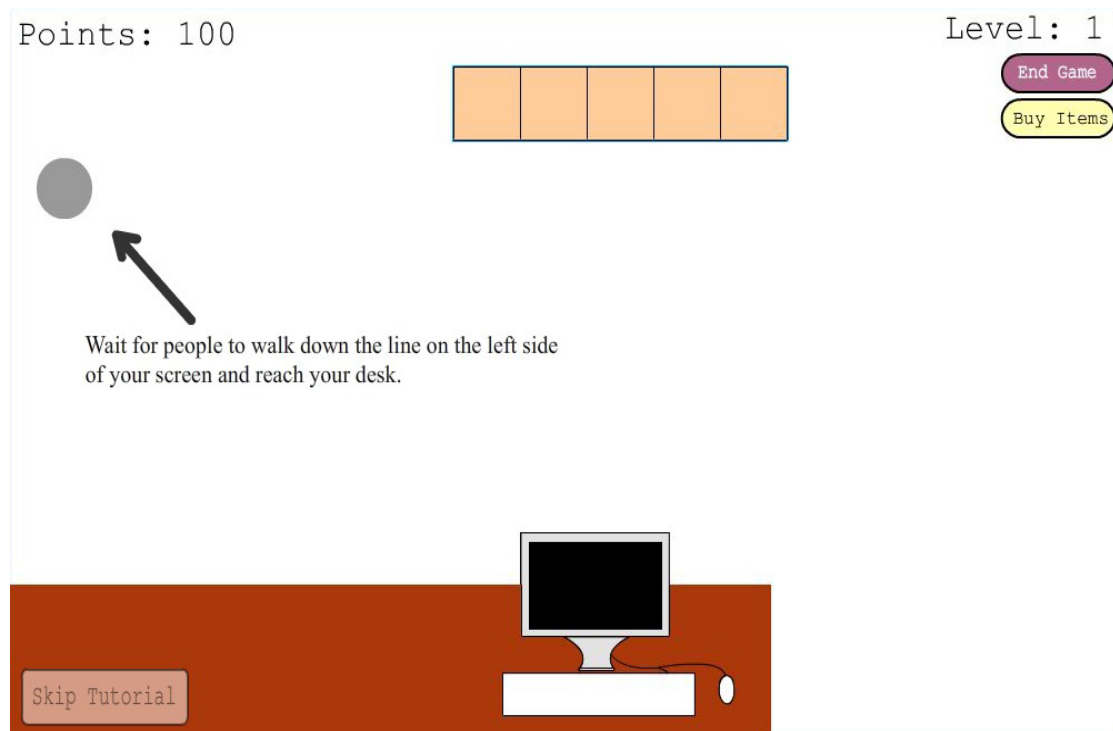 Points: 100
Level: 1
End Game
Buy Items
Wait for people to walk down the line on the left side
of your screen and reach your desk.
Skip Tutorial